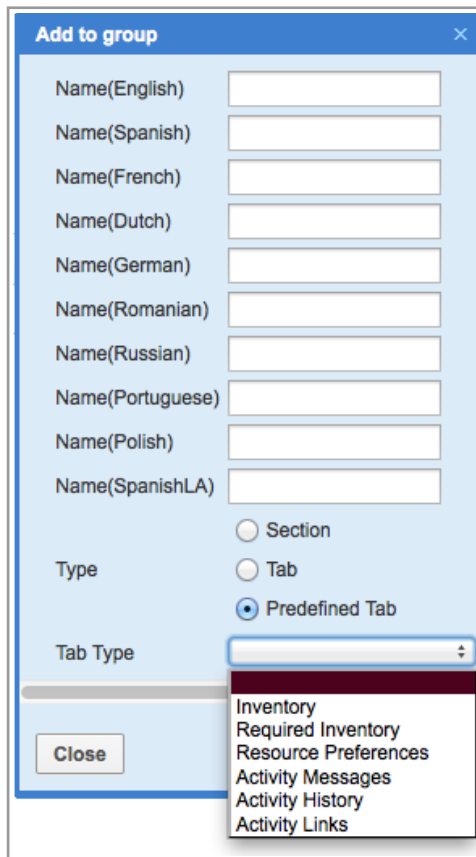 Add to group ×
Name(English)
Name(Spanish)
Name(French)
Name(Dutch)
Name(German)
Name(Romanian)
Name(Russian)
Name(Portuguese)
Name(Polish)
Name(SpanishLA)
Section
Type
Tab
Predefined Tab
Tab Type
Inventory
Required Inventory
Resource Preferences
Activity Messages
Activity History
Activity Links
Close